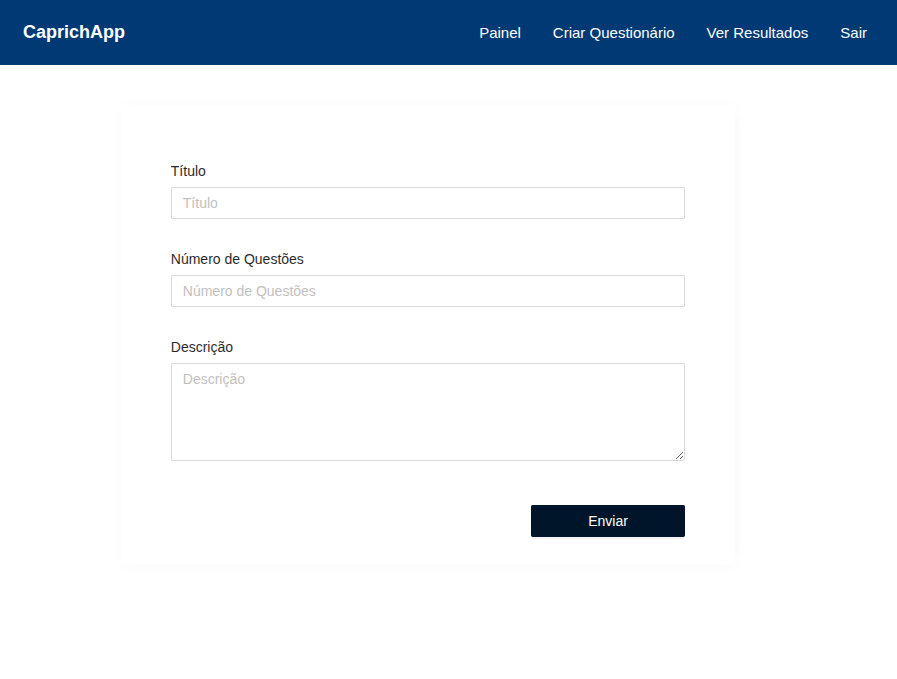 CaprichApp
Painel Criar Questionário Ver Resultados Sair
Título
Título
Número de Questões
Número de Questões
Descrição
Descrição
Enviar